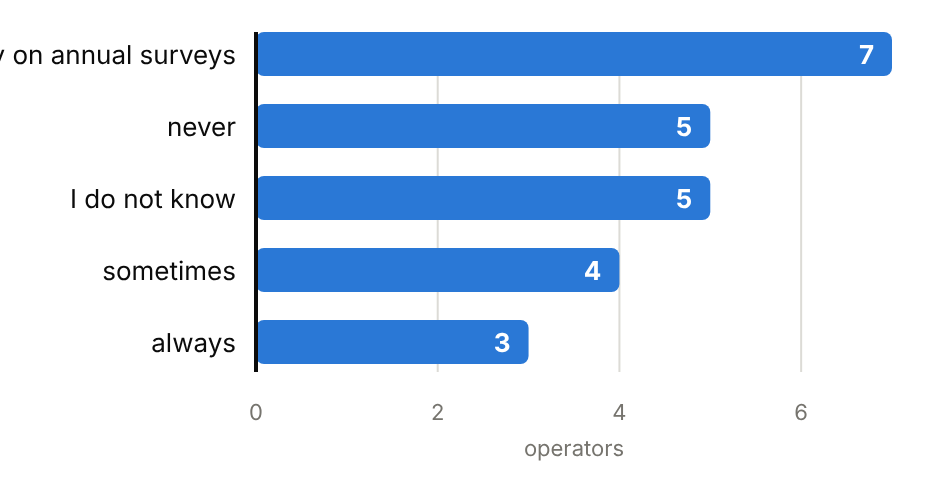 on annual surveys 7
never 5
I do not know 5
sometimes 4
always 3
0 2 4 6
operators